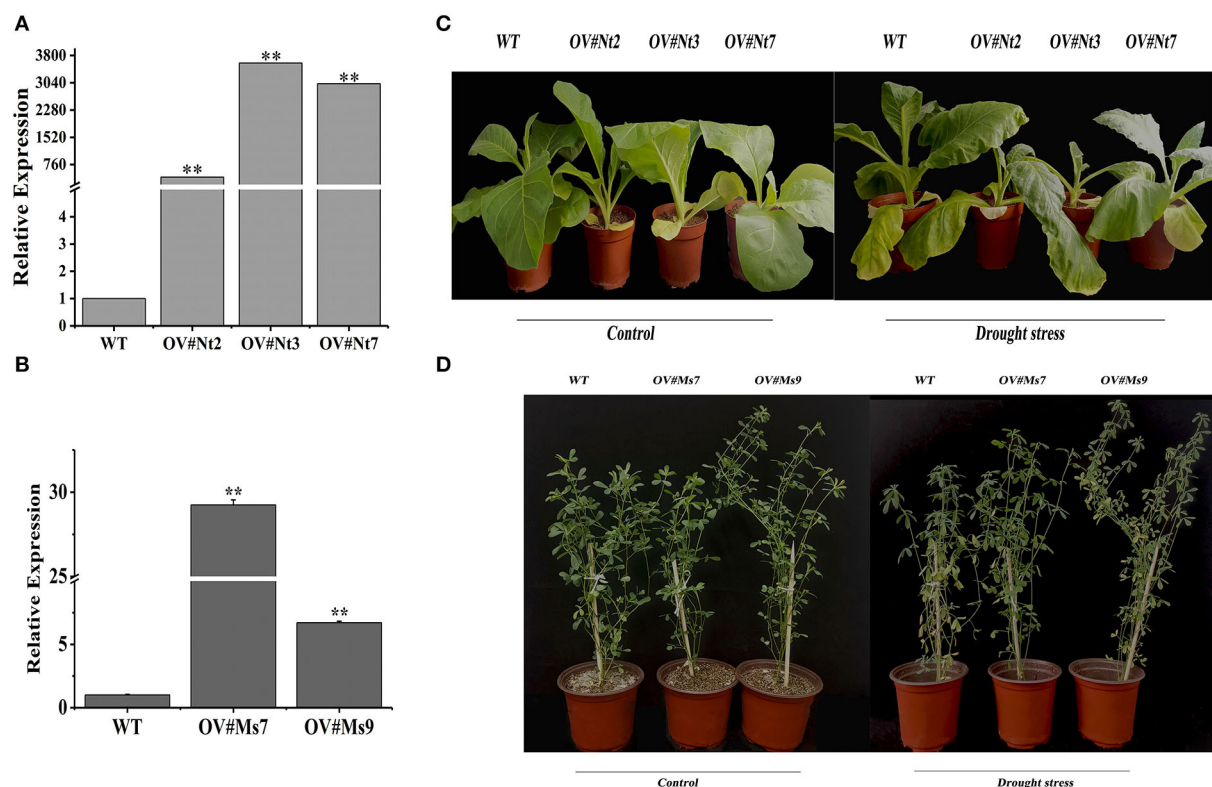 A
Relative Expression
3800
3040
2280
1520
760
4
3
2
1
0
**
**
**
WT OV#Nt2 OV#Nt3 OV#Nt7
B
Relative Expression
30
25
5
0
**
**
WT OV#Ms7 OV#Ms9
C
WT OV#Nt2 OV#Nt3 OV#Nt7 WT OV#Nt2 OV#Nt3 OV#Nt7
Control Drought stress
D
WT OV#Ms7 OV#Ms9 WT OV#Ms7 OV#Ms9
Control Drought stress